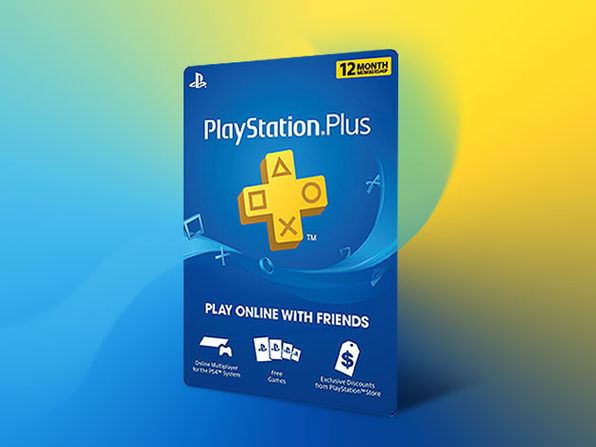 12 MONTH
MEMBERSHIP
PlayStation.Plus
TM
PLAY ONLINE WITH FRIENDS
Online Multiplayer
for the PS4™ System
Free
Games
Exclusive Discounts
from PlayStation™Store